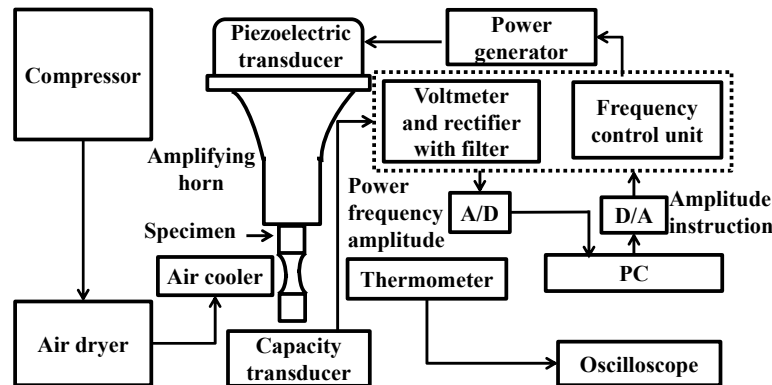 Compressor
Piezoelectric
transducer
Power
generator
Voltmeter
and rectifier
with filter
Frequency
control unit
Amplifying
horn
Power
frequency
amplitude
A/D
D/A
Amplitude
instruction
Specimen
Air cooler
Thermometer
PC
Air dryer
Capacity
transducer
Oscilloscope